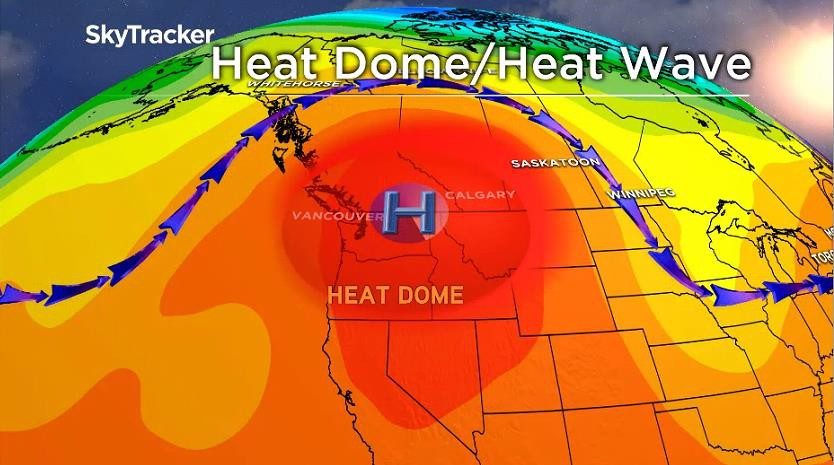 SkyTracker
Heat Dome/Heat Wave
WHITEHORSE
SASKATOON
CALGARY
WINNIPEG
VANCOUVER
H
HEAT DOME